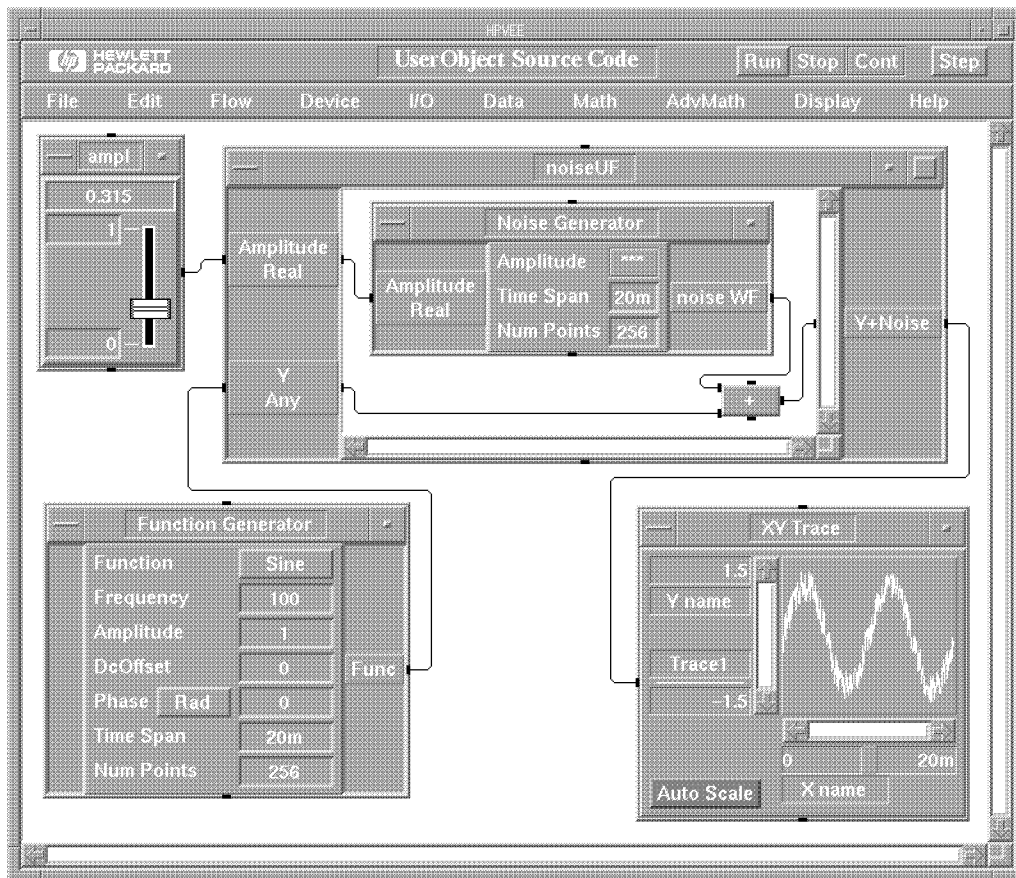 HPVEE
hp HEWLETT PACKARD
UserObject Source Code
Run Stop Cont Step
File Edit Flow Device I/O Data Math AdvMath Display Help
ampl
0.315
1
0
noiseUF
Amplitude
Real
Y
Any
Noise Generator
Amplitude
Real
Amplitude ***
Time Span 20m
Num Points 256
noise WF
+
Y+Noise
Function Generator
Function Sine
Frequency 100
Amplitude 1
DcOffset 0
Phase Rad 0
Time Span 20m
Num Points 256
Func
XY Trace
1.5
Y name
Trace1
-1.5
0 20m
X name
Auto Scale